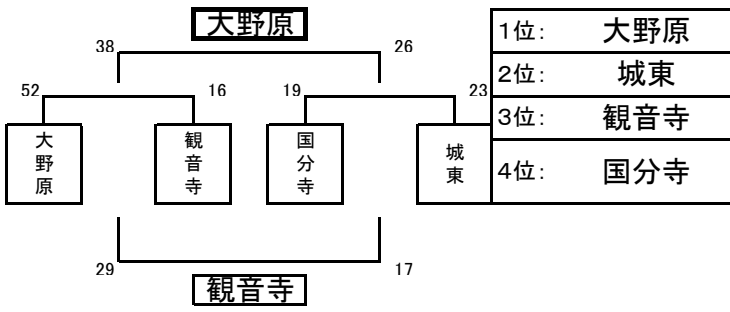 大野原
38 26
52 16 19 23
大野原
観音寺
国分寺
城東
29 17
観音寺
1位: 大野原
2位: 城東
3位: 観音寺
4位: 国分寺